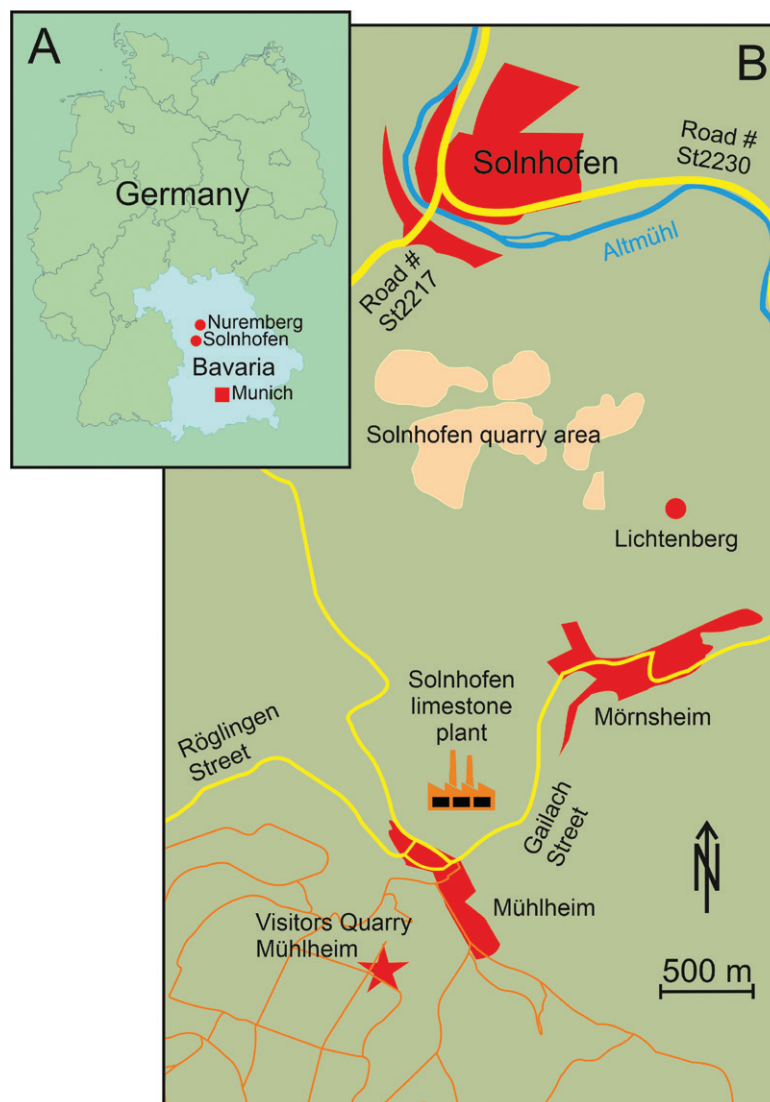 A
Germany
Nuremberg
Solnhofen
Bavaria
Munich
B
Solnhofen
Road #
St2230
Altmühl
Road #
St2217
Solnhofen quarry area
Lichtenberg
Solnhofen
limestone
plant
Mörnsheim
Röglingen
Street
Gailach
Street
Mühlheim
Visitors Quarry
Mühlheim
N
500 m